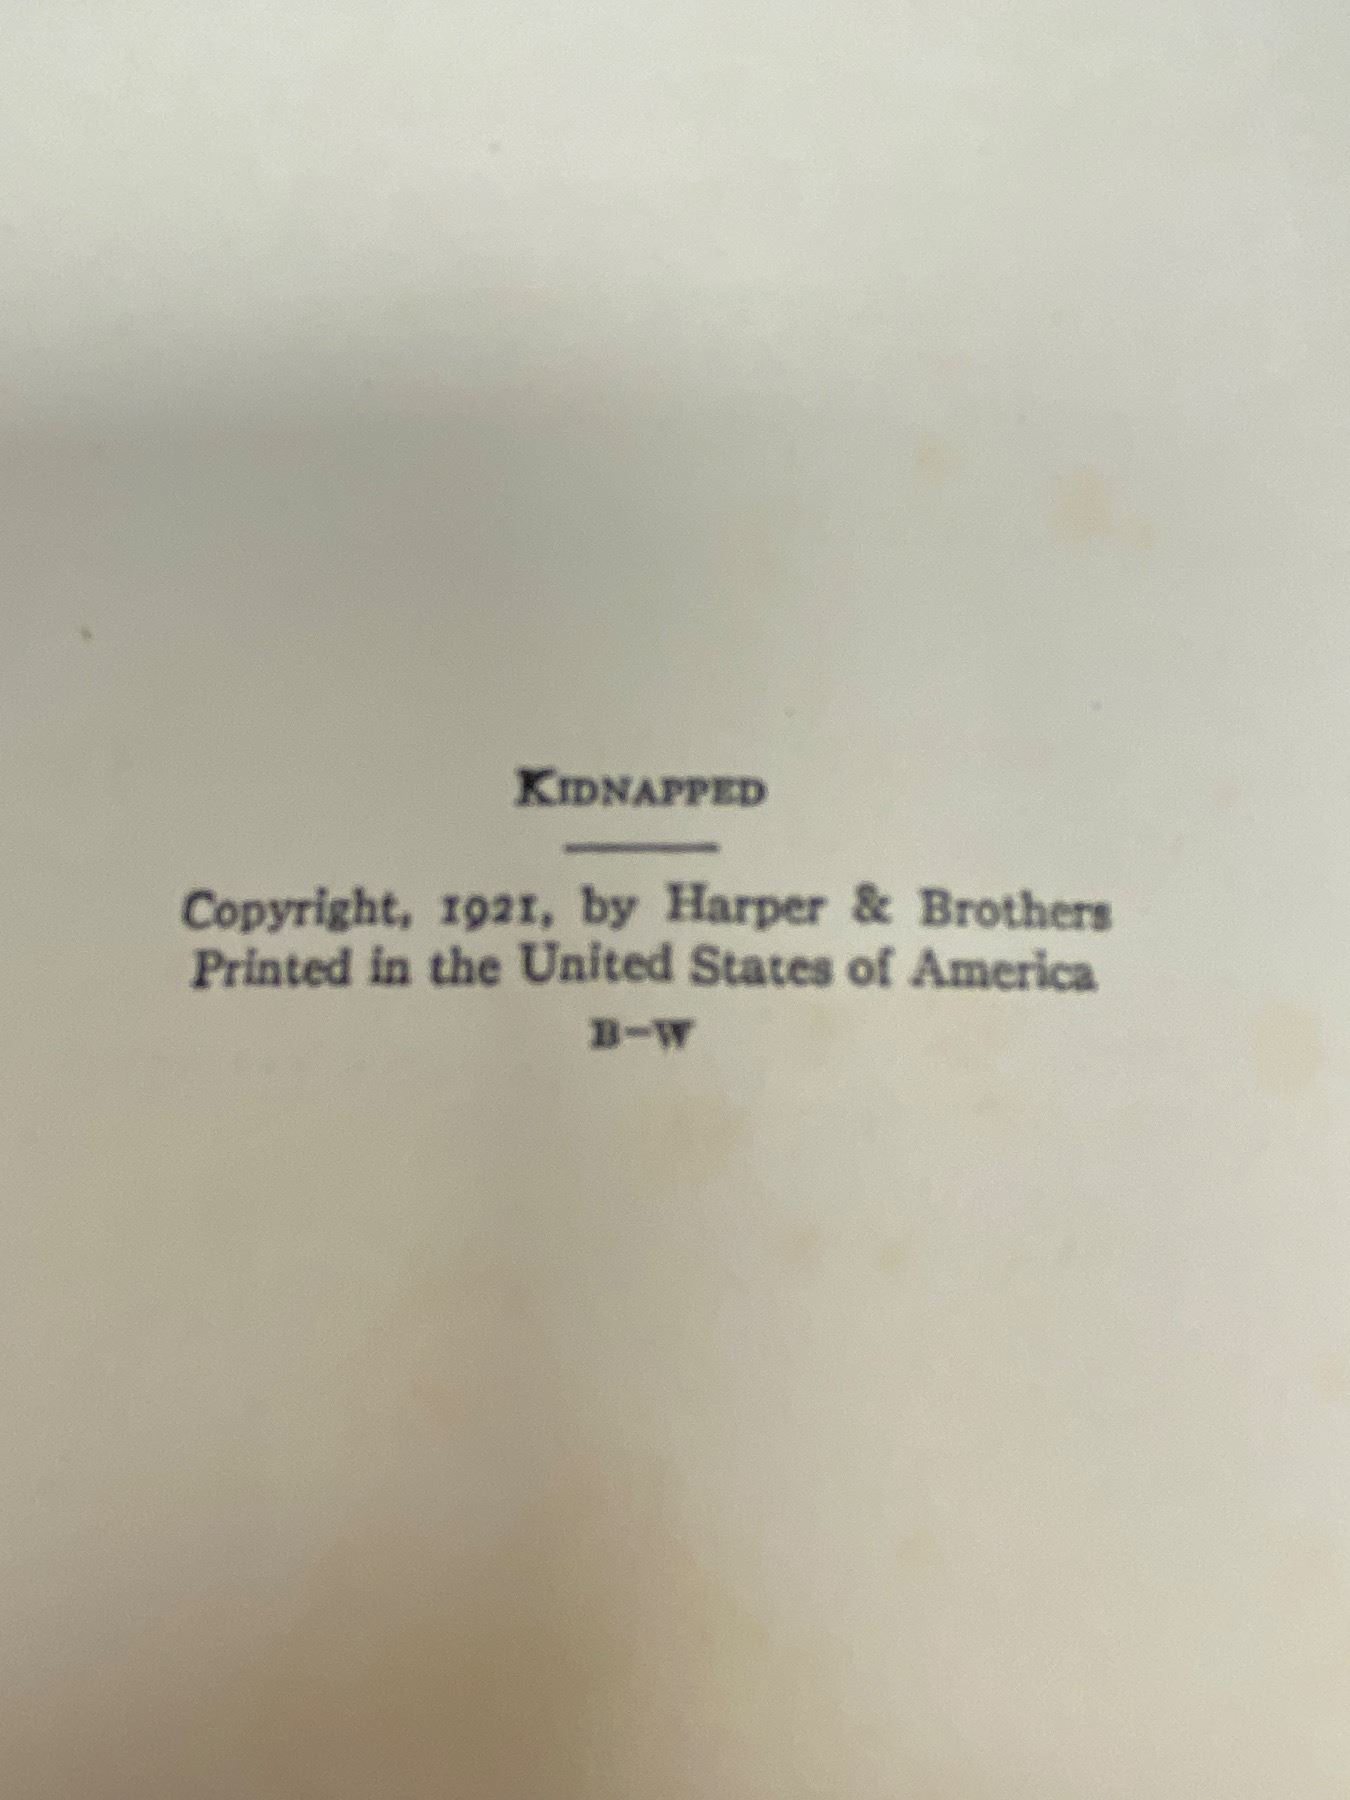 KIDNAPPED
Copyright, 1921, by Harper & Brothers
Printed in the United States of America
B-W